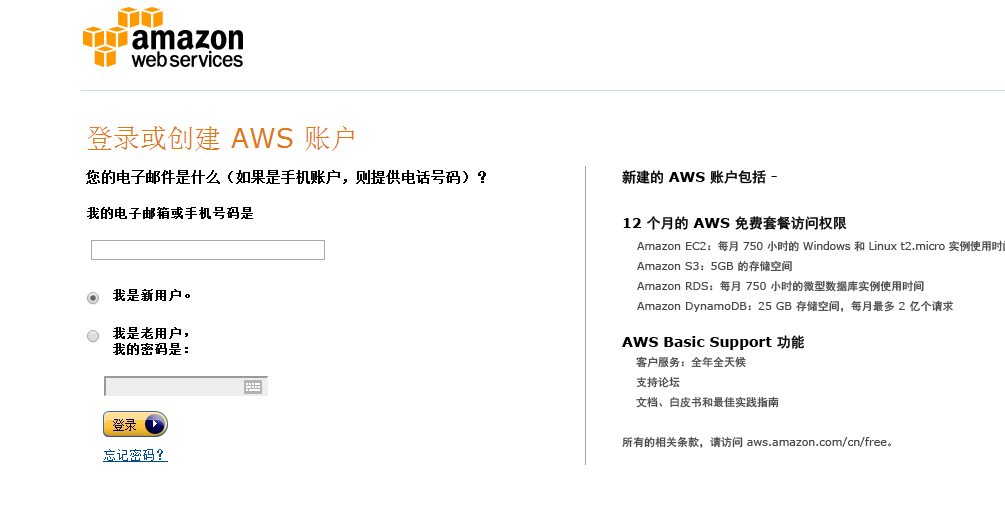 amazon
web services
登录或创建 AWS 账户
您的电子邮件是什么（如果是手机账户，则提供电话号码）？
我的电子邮箱或手机号码是
我是新用户。
我是老用户，
我的密码是：
登录
忘记密码？
新建的 AWS 账户包括 –
12 个月的 AWS 免费套餐访问权限
Amazon EC2：每月 750 小时的 Windows 和 Linux t2.micro 实例使用时间
Amazon S3：5GB 的存储空间
Amazon RDS：每月 750 小时的微型数据库实例使用时间
Amazon DynamoDB：25 GB 存储空间，每月最多 2 亿个请求
AWS Basic Support 功能
客户服务：全年全天候
支持论坛
文档、白皮书和最佳实践指南
所有的相关条款，请访问 aws.amazon.com/cn/free。